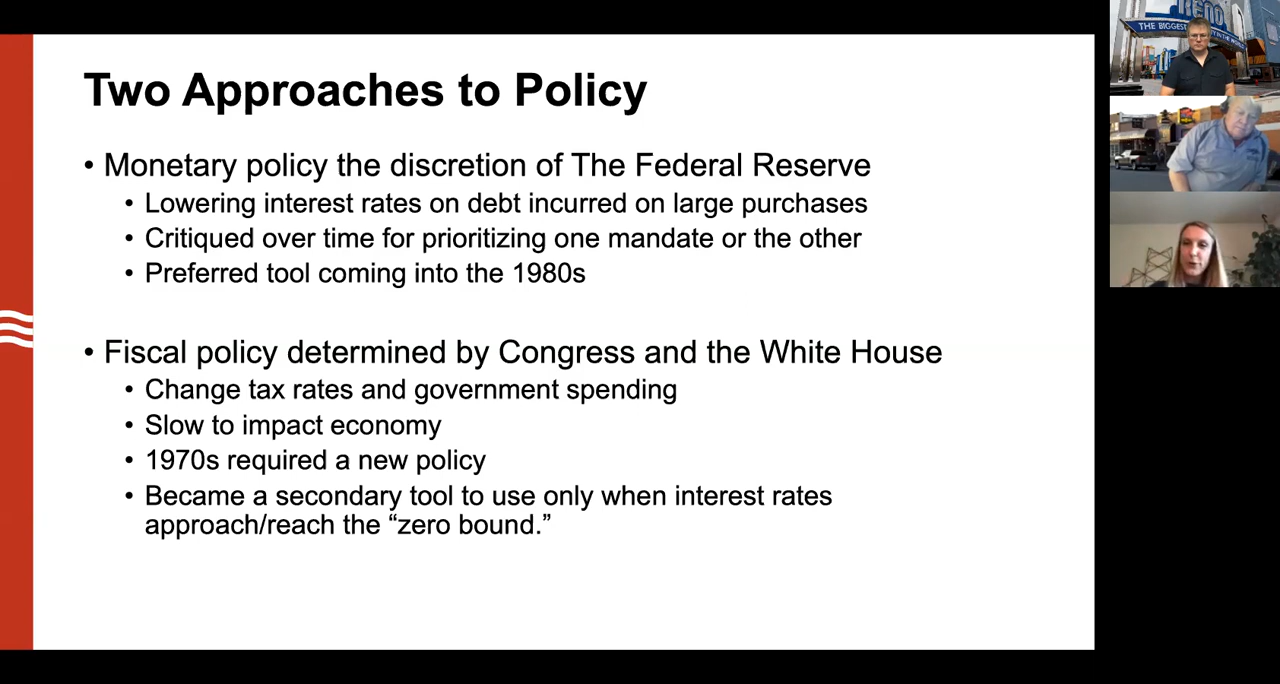 Two Approaches to Policy
• Monetary policy the discretion of The Federal Reserve
• Lowering interest rates on debt incurred on large purchases
• Critiqued over time for prioritizing one mandate or the other
• Preferred tool coming into the 1980s
• Fiscal policy determined by Congress and the White House
• Change tax rates and government spending
• Slow to impact economy
• 1970s required a new policy
• Became a secondary tool to use only when interest rates
approach/reach the “zero bound.”
RENO
THE BIGGEST IN THE WORLD